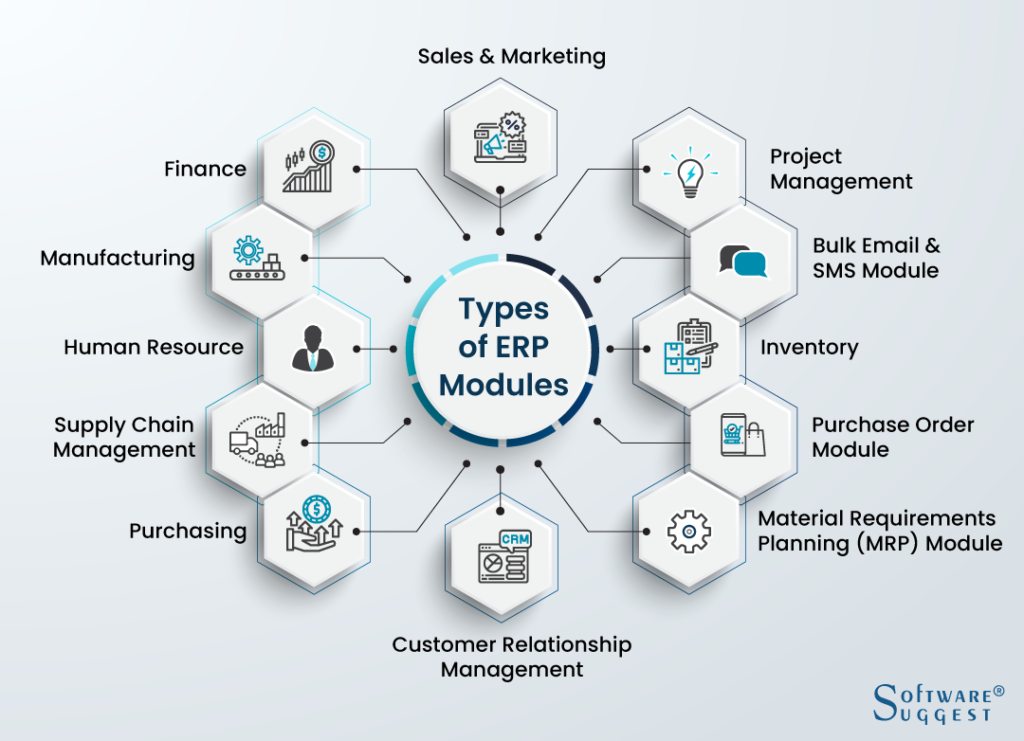 Sales & Marketing
Finance
Manufacturing
Human Resource
Supply Chain
Management
Purchasing
Types
of ERP
Modules
Project
Management
Bulk Email &
SMS Module
Inventory
Purchase Order
Module
Material Requirements
Planning (MRP) Module
CRM
Customer Relationship
Management
$
%
$
SOFTWARE®
SUGGEST